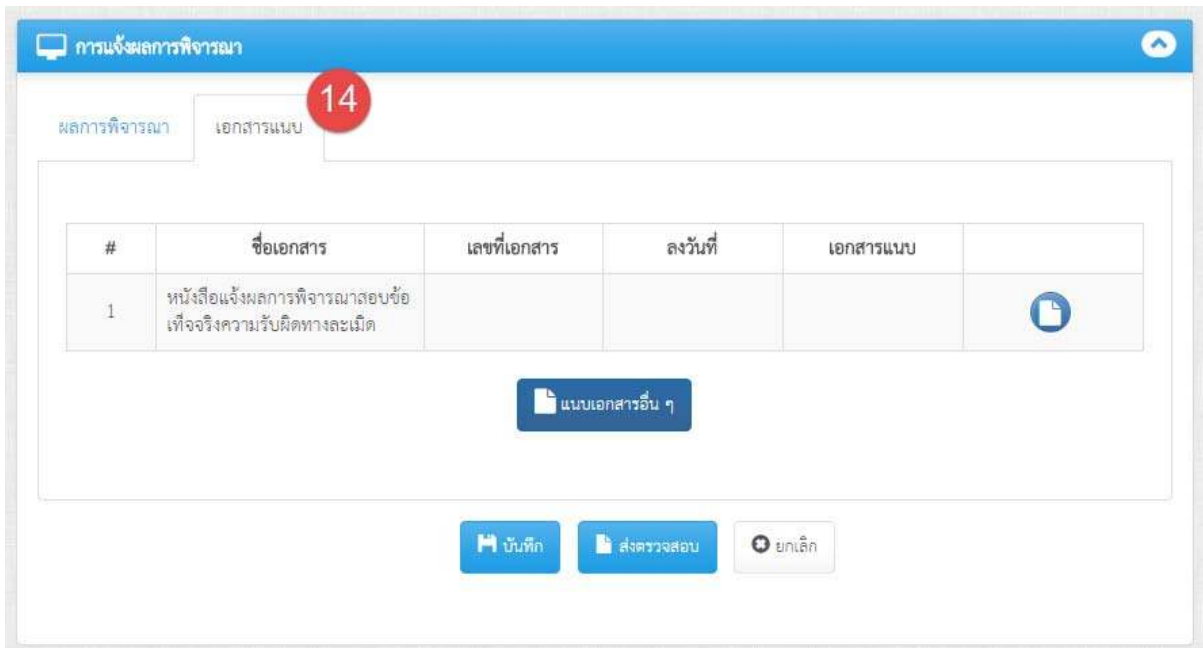 การแจ้งผลการพิจารณา
14
ผลการพิจารณา เอกสารแนบ
# ชื่อเอกสาร เลขที่เอกสาร ลงวันที่ เอกสารแนบ
1 หนังสือแจ้งผลการพิจารณาสอบข้อ
เท็จจริงความรับผิดทางละเมิด
แนบเอกสารอื่น ๆ
บันทึก ส่งตรวจสอบ ยกเลิก